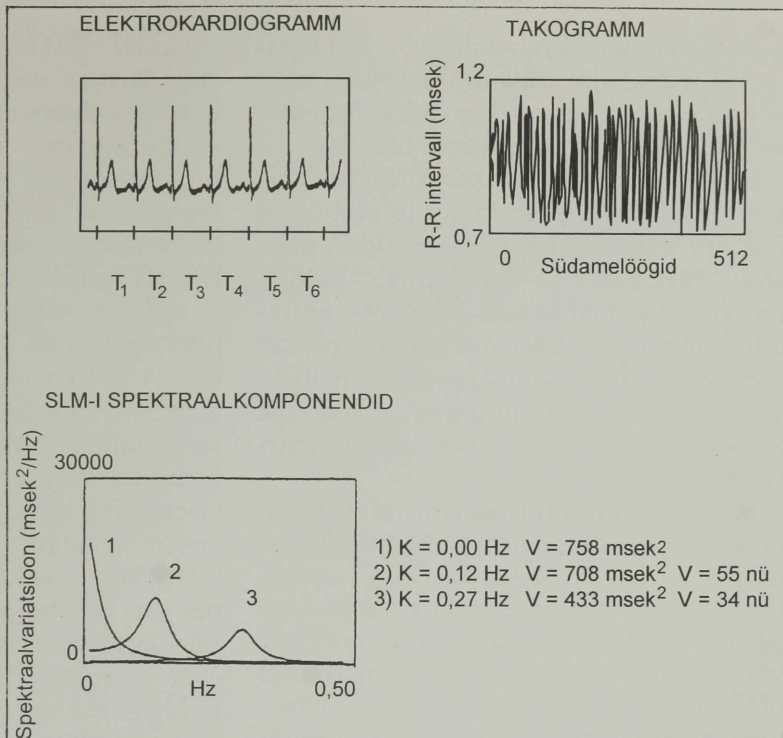 ELEKTROKARDIOGRAMM
T1 T2 T3 T4 T5 T6
TAKOGRAMM
R-R intervall (msek)
1,2
0,7
0 512
Südamelöögid
SLM-I SPEKTRAALKOMPONENDID
Spektraalvariatsioon (msek²/Hz)
30000
0
1
2
3
0 Hz 0,50
1) K = 0,00 Hz V = 758 msek²
2) K = 0,12 Hz V = 708 msek² V = 55 nü
3) K = 0,27 Hz V = 433 msek² V = 34 nü